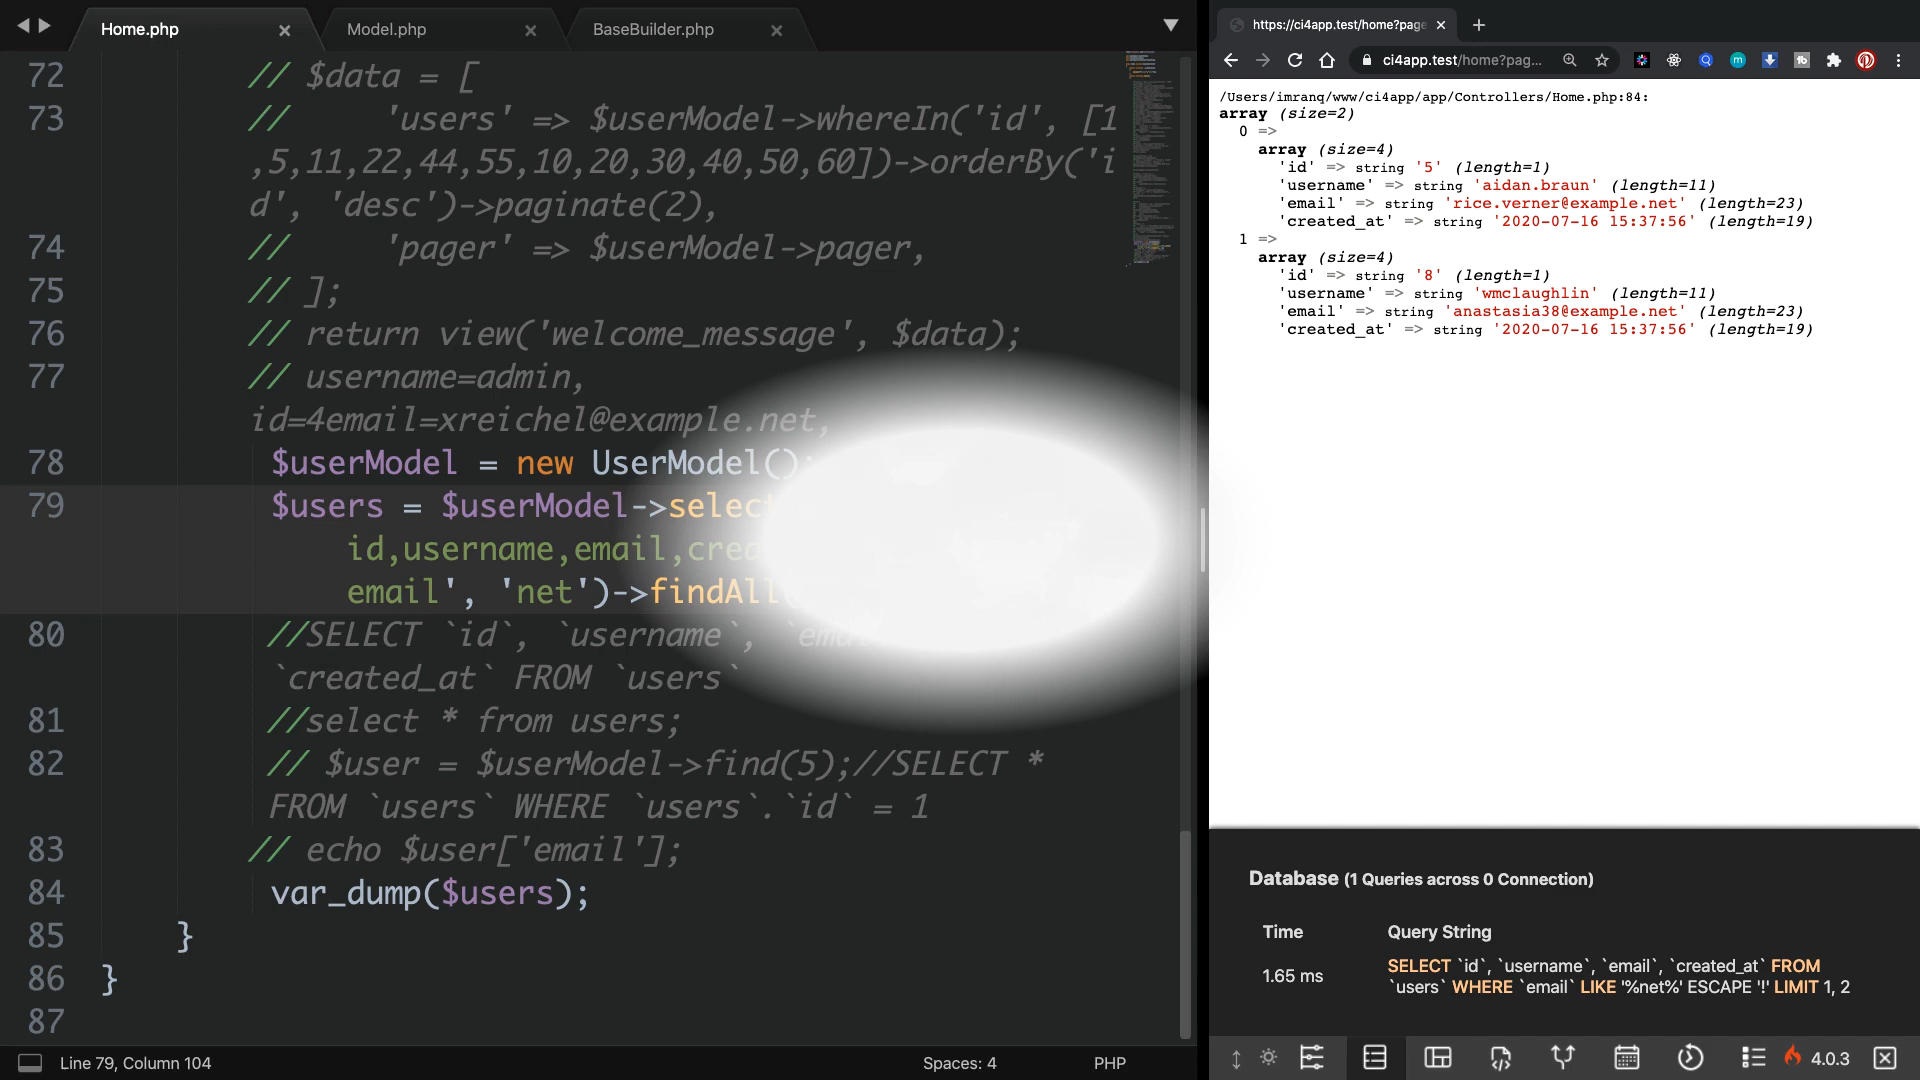 Home.php
Model.php
BaseBuilder.php
72 // $data = [
73 //     'users' => $userModel->whereIn('id', [1
,5,11,22,44,55,10,20,30,40,50,60])->orderBy('i
d', 'desc')->paginate(2),
74 //     'pager' => $userModel->pager,
75 // ];
76 // return view('welcome_message', $data);
77 // username=admin,
id=4email=xreichel@example.net,
78 $userModel = new UserModel();
79 $users = $userModel->select
id,username,email,crea
email', 'net')->findAll(
80 //SELECT `id`, `username`, `email
`created_at` FROM `users`
81 //select * from users;
82 // $user = $userModel->find(5);//SELECT *
FROM `users` WHERE `users`.`id` = 1
83 // echo $user['email'];
84 var_dump($users);
85 }
86 }
87
Line 79, Column 104
Spaces: 4
PHP
https://ci4app.test/home?page
ci4app.test/home?pag...
/Users/imranq/www/ci4app/app/Controllers/Home.php:84:
array (size=2)
0 =>
array (size=4)
'id' => string '5' (length=1)
'username' => string 'aidan.braun' (length=11)
'email' => string 'rice.verner@example.net' (length=23)
'created_at' => string '2020-07-16 15:37:56' (length=19)
1 =>
array (size=4)
'id' => string '8' (length=1)
'username' => string 'wmclaughlin' (length=11)
'email' => string 'anastasia38@example.net' (length=23)
'created_at' => string '2020-07-16 15:37:56' (length=19)
Database (1 Queries across 0 Connection)
Time
Query String
1.65 ms
SELECT `id`, `username`, `email`, `created_at` FROM
`users` WHERE `email` LIKE '%net%' ESCAPE '!' LIMIT 1, 2
4.0.3